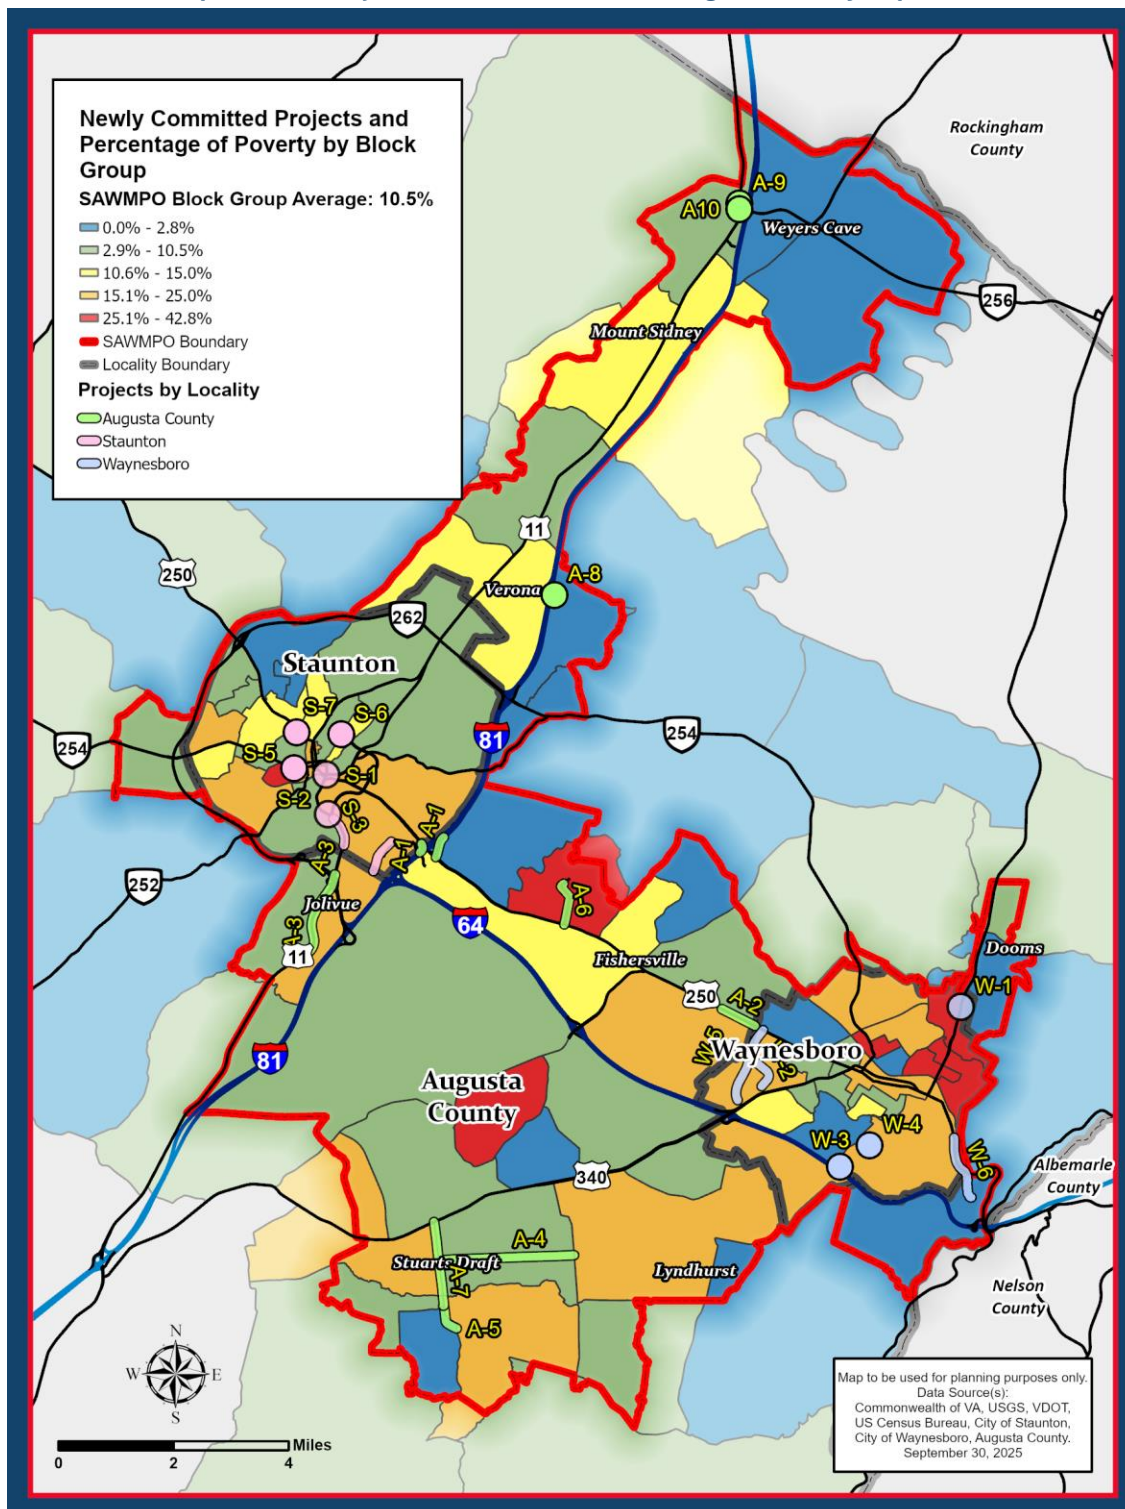 Newly Committed Projects and
Percentage of Poverty by Block
Group
SAWMPO Block Group Average: 10.5%
0.0% - 2.8%
2.9% - 10.5%
10.6% - 15.0%
15.1% - 25.0%
25.1% - 42.8%
SAWMPO Boundary
Locality Boundary
Projects by Locality
Augusta County
Staunton
Waynesboro
Rockingham
County
A-9
A10
Weyers Cave
256
Mount Sidney
11
250
A-8
Verona
262
Staunton
S-7
S-6
254
81
254
S-5
S-1
S-2
S-3
A-1
A-1
A-3
252
Jolivue
A-6
64
A-3
11
Fishersville
Dooms
250
A-2
W-1
W-5
Waynesboro
81
Augusta
County
W-4
W-3
W-6
Albemarle
County
340
A-4
Stuarts Draft
A-7
Lyndhurst
Nelson
County
A-5
N
W
E
S
Miles
0
2
4
Map to be used for planning purposes only.
Data Source(s):
Commonwealth of VA, USGS, VDOT,
US Census Bureau, City of Staunton,
City of Waynesboro, Augusta County.
September 30, 2025